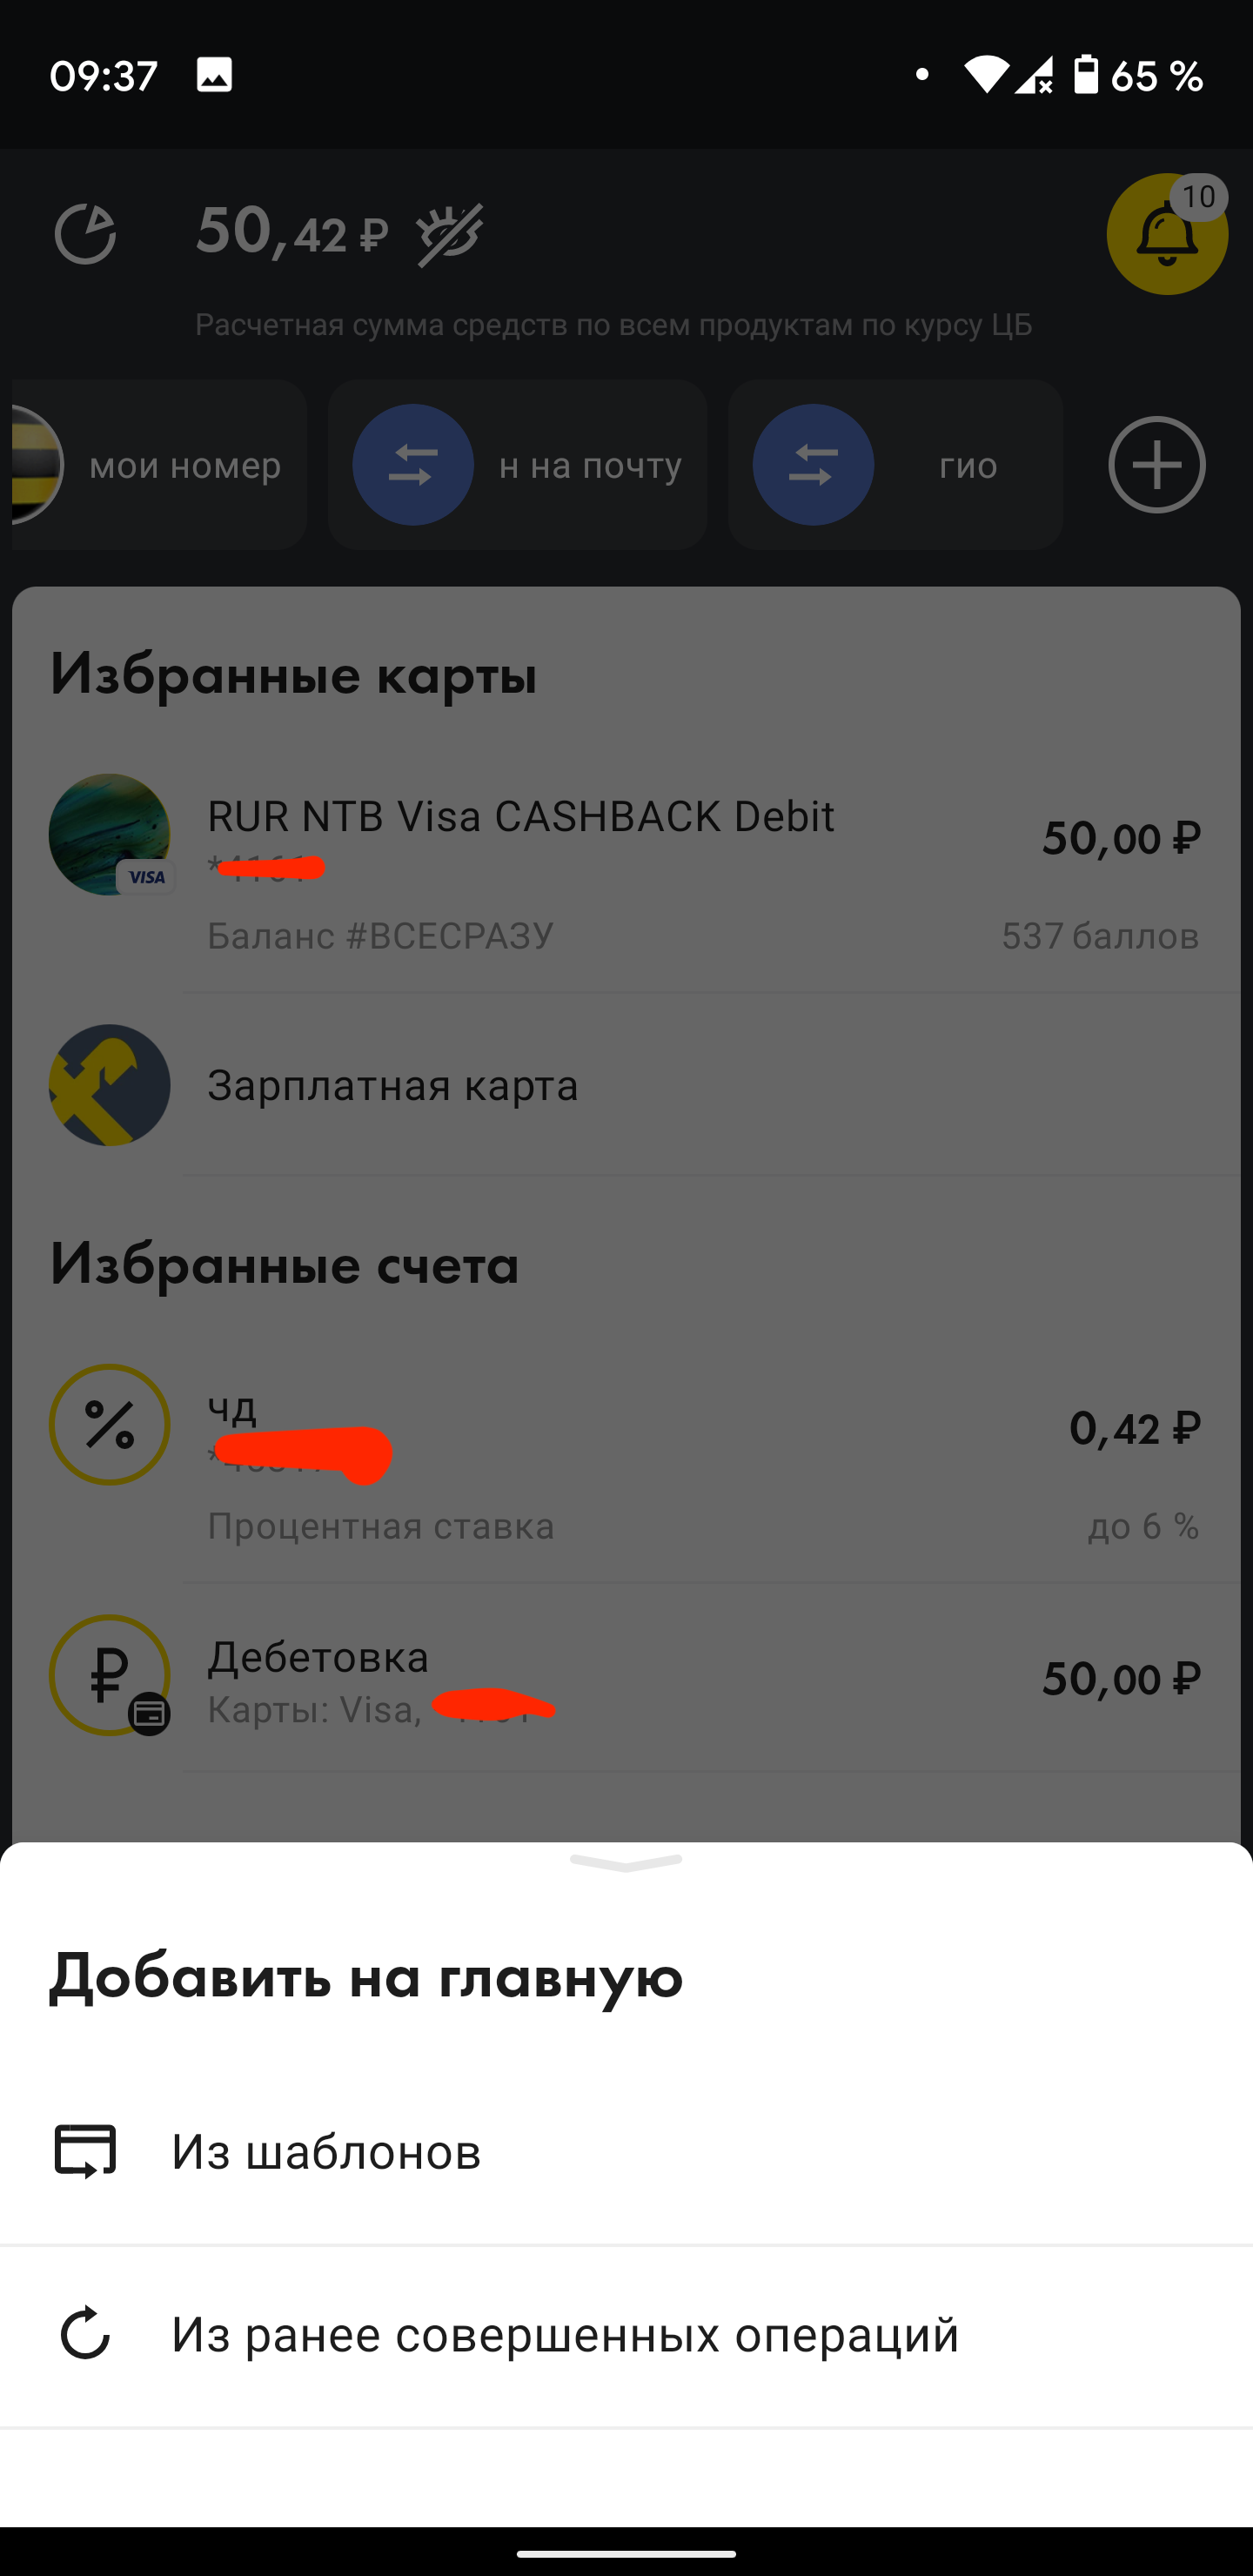 09:37
65 %
50,42 ₽
10
Расчетная сумма средств по всем продуктам по курсу ЦБ
мои номер
н на почту
гио
Избранные карты
RUR NTB Visa CASHBACK Debit
50,00 ₽
VISA
Баланс #ВСЕСРАЗУ
537 баллов
Зарплатная карта
Избранные счета
чд
0,42 ₽
Процентная ставка
до 6 %
Дебетовка
50,00 ₽
Карты: Visa,
Добавить на главную
Из шаблонов
Из ранее совершенных операций